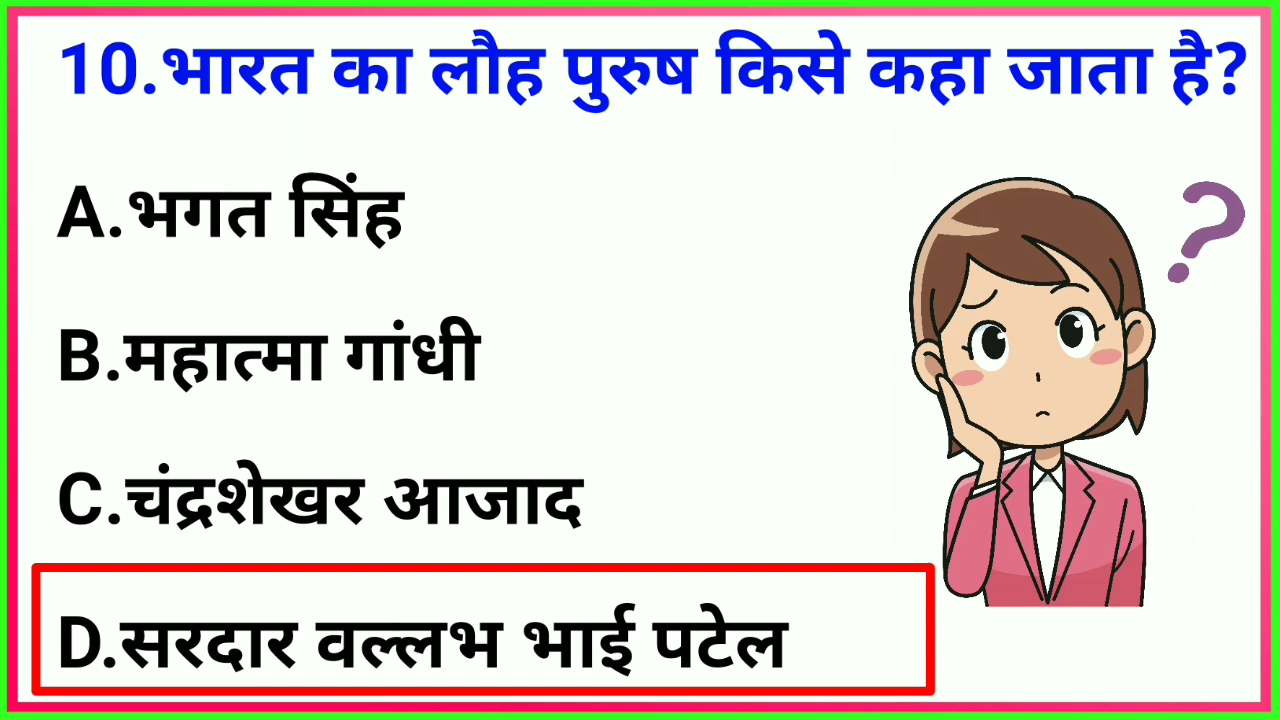 10.भारत का लौह पुरुष किसे कहा जाता है?
A.भगत सिंह
B.महात्मा गांधी
C.चंद्रशेखर आजाद
D.सरदार वल्लभ भाई पटेल
?